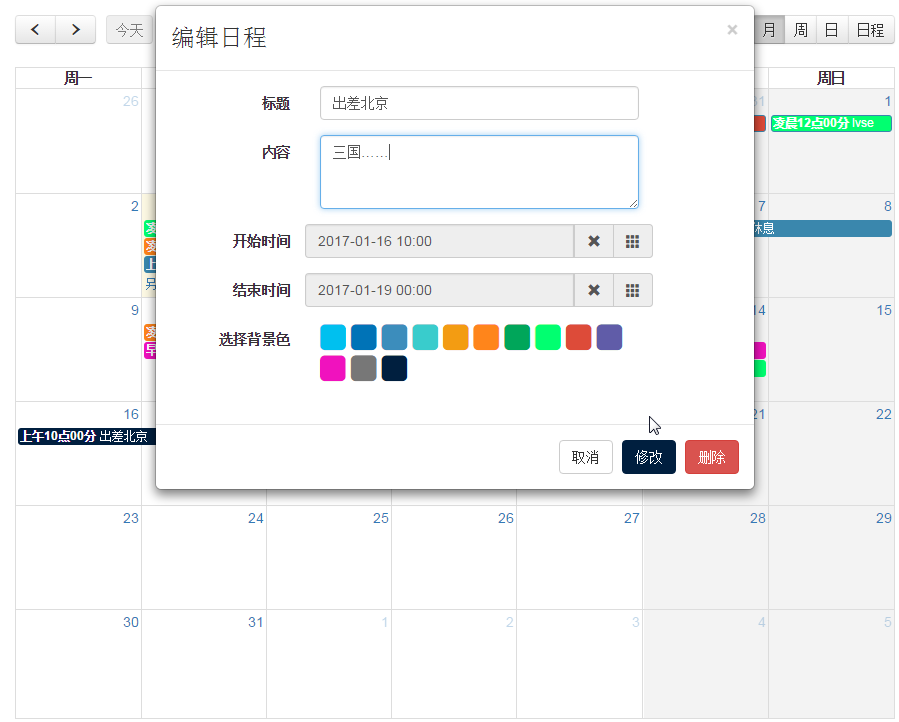 今天
月 周 日 日程
编辑日程
×
标题 出差北京
内容 三国……
开始时间 2017-01-16 10:00
结束时间 2017-01-19 00:00
选择背景色
取消 修改 删除
周一 周日
26 1
凌晨12点00分 lvse
2 7 8
休息
9 14 15
16 21 22
上午10点00分 出差北京
23 24 25 26 27 28 29
30 31 1 2 3 4 5